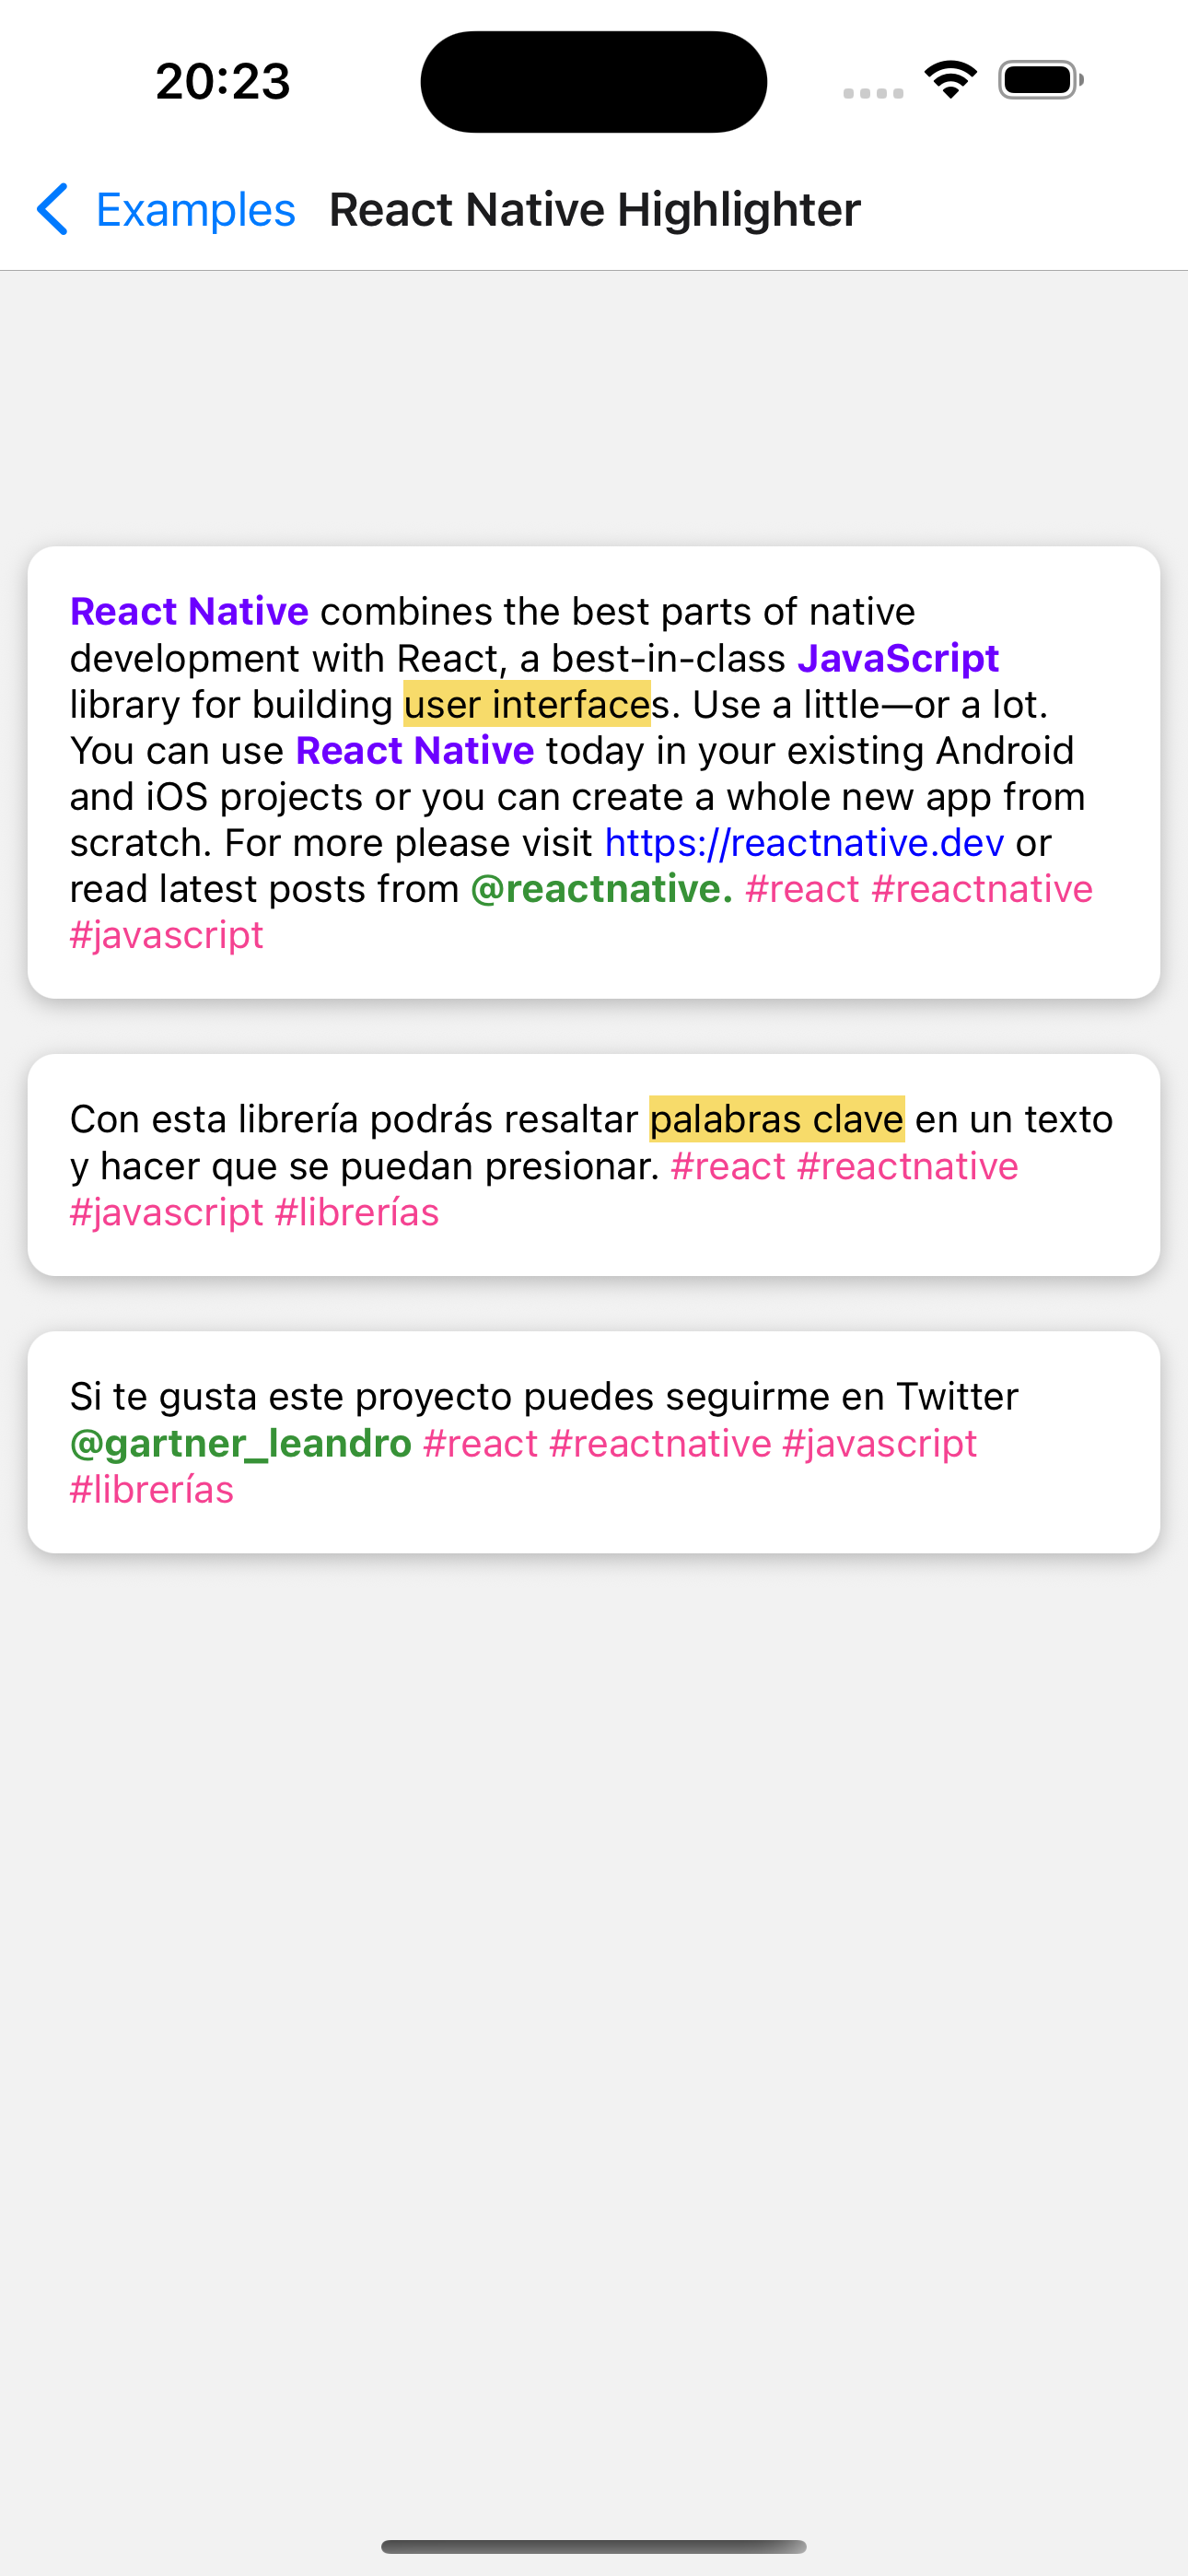 20:23
Examples React Native Highlighter
React Native combines the best parts of native
development with React, a best-in-class JavaScript
library for building user interfaces. Use a little—or a lot.
You can use React Native today in your existing Android
and iOS projects or you can create a whole new app from
scratch. For more please visit https://reactnative.dev or
read latest posts from @reactnative. #react #reactnative
#javascript
Con esta librería podrás resaltar palabras clave en un texto
y hacer que se puedan presionar. #react #reactnative
#javascript #librerías
Si te gusta este proyecto puedes seguirme en Twitter
@gartner_leandro #react #reactnative #javascript
#librerías